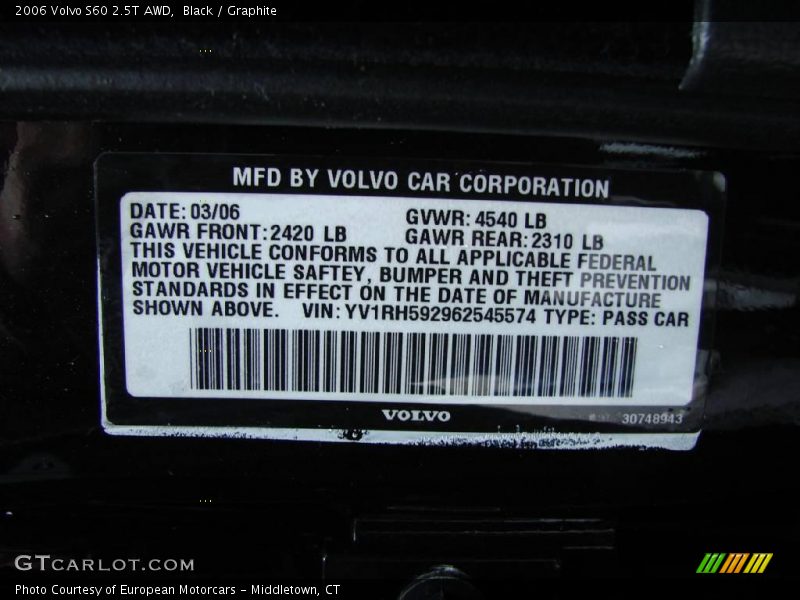 2006 Volvo S60 2.5T AWD, Black / Graphite
MFD BY VOLVO CAR CORPORATION
DATE: 03/06 GVWR: 4540 LB
GAWR FRONT: 2420 LB GAWR REAR: 2310 LB
THIS VEHICLE CONFORMS TO ALL APPLICABLE FEDERAL
MOTOR VEHICLE SAFTEY, BUMPER AND THEFT PREVENTION
STANDARDS IN EFFECT ON THE DATE OF MANUFACTURE
SHOWN ABOVE. VIN: YV1RH592962545574 TYPE: PASS CAR
VOLVO
30748943
GTCARLOT.COM
Photo Courtesy of European Motorcars - Middletown, CT